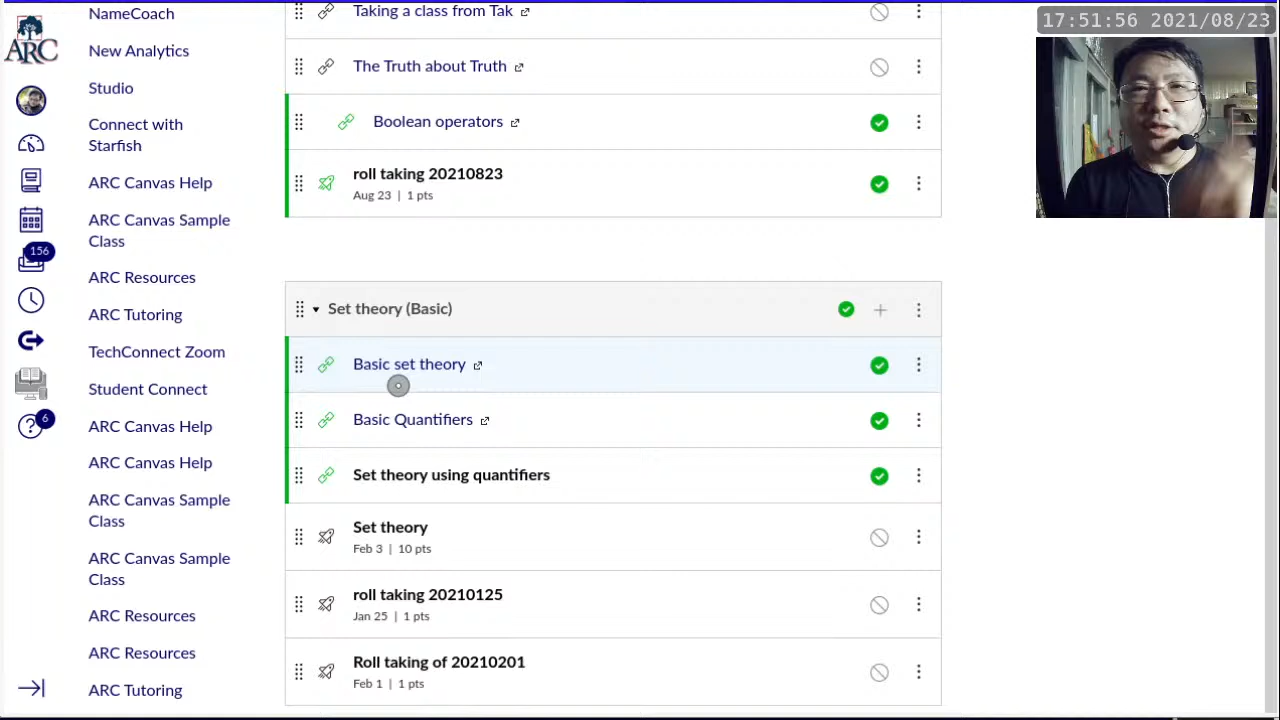 17:51:56 2021/08/23
ARC
156
6
NameCoach
New Analytics
Studio
Connect with
Starfish
ARC Canvas Help
ARC Canvas Sample
Class
ARC Resources
ARC Tutoring
TechConnect Zoom
Student Connect
ARC Canvas Help
ARC Canvas Help
ARC Canvas Sample
Class
ARC Canvas Sample
Class
ARC Resources
ARC Resources
ARC Tutoring
Taking a class from Tak
The Truth about Truth
Boolean operators
roll taking 20210823
Aug 23 | 1 pts
Set theory (Basic)
Basic set theory
Basic Quantifiers
Set theory using quantifiers
Set theory
Feb 3 | 10 pts
roll taking 20210125
Jan 25 | 1 pts
Roll taking of 20210201
Feb 1 | 1 pts